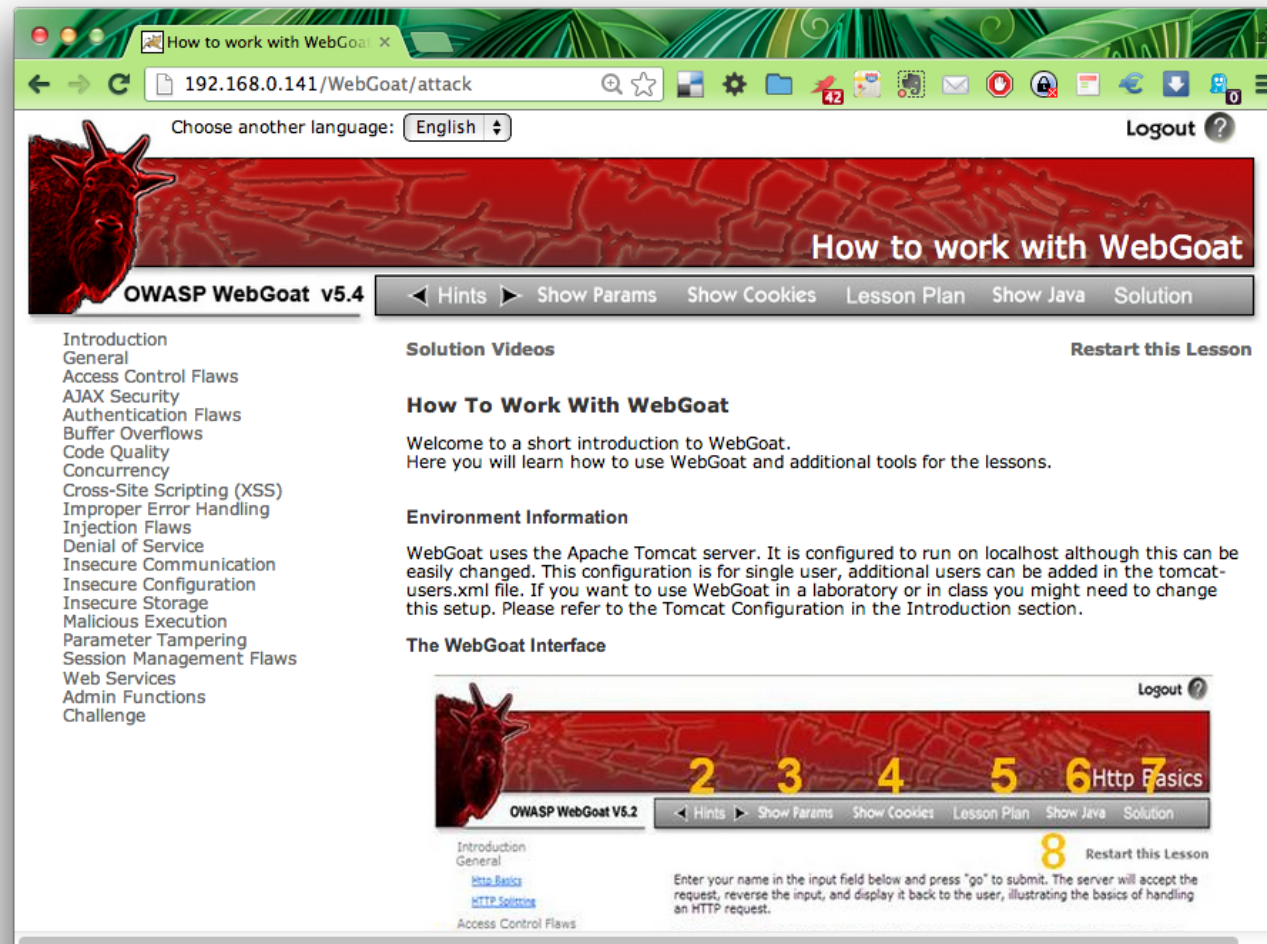 How to work with WebGoat
192.168.0.141/WebGoat/attack
42
0
Choose another language: English
Logout ?
How to work with WebGoat
OWASP WebGoat v5.4
Hints Show Params Show Cookies Lesson Plan Show Java Solution
Introduction
General
Access Control Flaws
AJAX Security
Authentication Flaws
Buffer Overflows
Code Quality
Concurrency
Cross-Site Scripting (XSS)
Improper Error Handling
Injection Flaws
Denial of Service
Insecure Communication
Insecure Configuration
Insecure Storage
Malicious Execution
Parameter Tampering
Session Management Flaws
Web Services
Admin Functions
Challenge
Solution Videos
Restart this Lesson
How To Work With WebGoat
Welcome to a short introduction to WebGoat.
Here you will learn how to use WebGoat and additional tools for the lessons.
Environment Information
WebGoat uses the Apache Tomcat server. It is configured to run on localhost although this can be
easily changed. This configuration is for single user, additional users can be added in the tomcat-
users.xml file. If you want to use WebGoat in a laboratory or in class you might need to change
this setup. Please refer to the Tomcat Configuration in the Introduction section.
The WebGoat Interface
Logout ?
2 3 4 5 6 7
Http Basics
OWASP WebGoat V5.2
Hints Show Params Show Cookies Lesson Plan Show Java Solution
Introduction
General
Http Basics
HTTP Splitting
Access Control Flaws
8
Restart this Lesson
Enter your name in the input field below and press "go" to submit. The server will accept the
request, reverse the input, and display it back to the user, illustrating the basics of handling
an HTTP request.